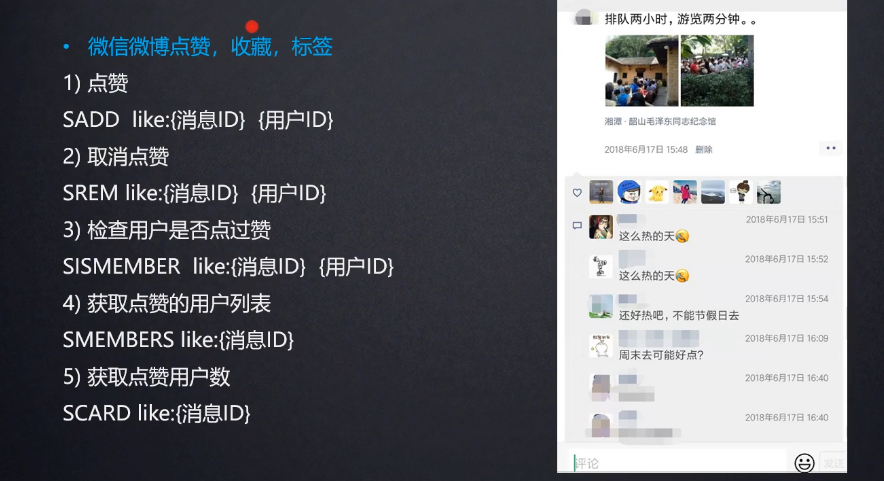 • 微信微博点赞，收藏，标签
1) 点赞
SADD like:{消息ID} {用户ID}
2) 取消点赞
SREM like:{消息ID} {用户ID}
3) 检查用户是否点过赞
SISMEMBER like:{消息ID} {用户ID}
4) 获取点赞的用户列表
SMEMBERS like:{消息ID}
5) 获取点赞用户数
SCARD like:{消息ID}
排队两小时，游览两分钟。。
湘潭 · 韶山毛泽东同志纪念馆
2018年6月17日 15:48 删除
2018年6月17日 15:51
这么热的天
2018年6月17日 15:52
这么热的天
2018年6月17日 15:54
还好热吧，不能节假日去
2018年6月17日 16:09
周末去可能好点?
2018年6月17日 16:40
2018年6月17日 16:40
评论
发送